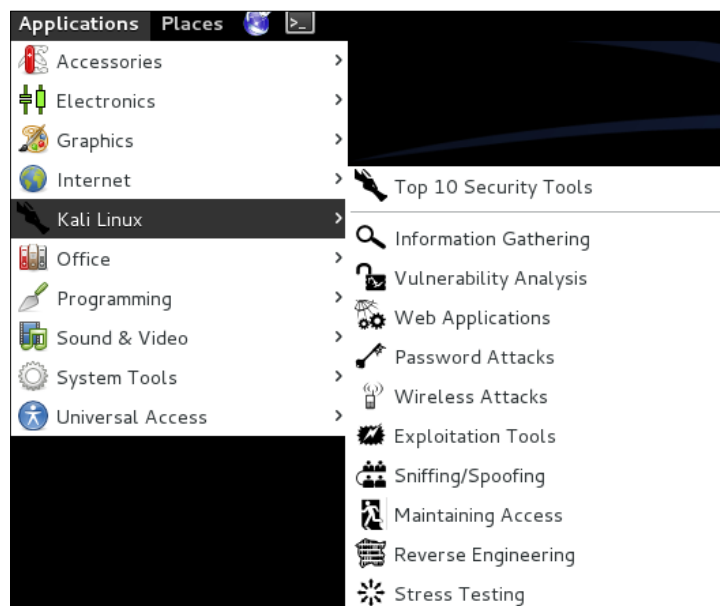 Applications Places
Accessories
Electronics
Graphics
Internet
Kali Linux
Office
Programming
Sound & Video
System Tools
Universal Access
Top 10 Security Tools
Information Gathering
Vulnerability Analysis
Web Applications
Password Attacks
Wireless Attacks
Exploitation Tools
Sniffing/Spoofing
Maintaining Access
Reverse Engineering
Stress Testing